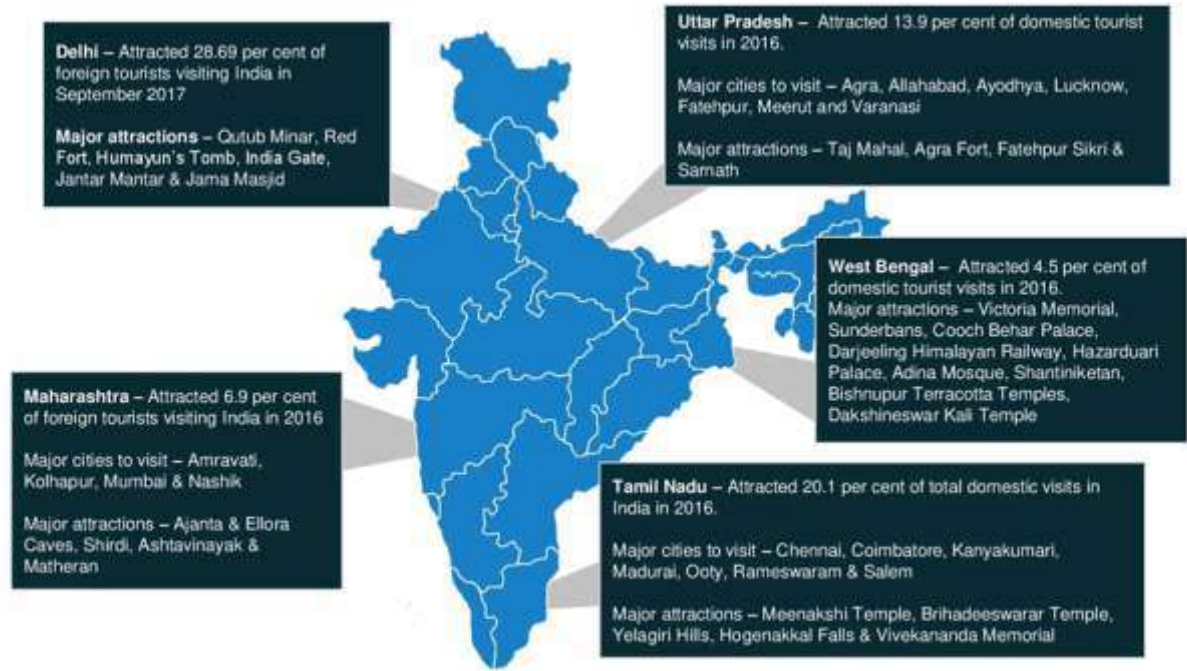 Delhi – Attracted 28.69 per cent of
foreign tourists visiting India in
September 2017
Major attractions – Qutub Minar, Red
Fort, Humayun's Tomb, India Gate,
Jantar Mantar & Jama Masjid
Uttar Pradesh – Attracted 13.9 per cent of domestic tourist
visits in 2016.
Major cities to visit – Agra, Allahabad, Ayodhya, Lucknow,
Fatehpur, Meerut and Varanasi
Major attractions – Taj Mahal, Agra Fort, Fatehpur Sikri &
Sarnath
West Bengal – Attracted 4.5 per cent of
domestic tourist visits in 2016.
Major attractions – Victoria Memorial,
Sunderbans, Cooch Behar Palace,
Darjeeling Himalayan Railway, Hazarduari
Palace, Adina Mosque, Shantiniketan,
Bishnupur Terracotta Temples,
Dakshineswar Kali Temple
Maharashtra – Attracted 6.9 per cent
of foreign tourists visiting India in 2016
Major cities to visit – Amravati,
Kolhapur, Mumbai & Nashik
Major attractions – Ajanta & Ellora
Caves, Shirdi, Ashtavinayak &
Matheran
Tamil Nadu – Attracted 20.1 per cent of total domestic visits in
India in 2016.
Major cities to visit – Chennai, Coimbatore, Kanyakumari,
Madurai, Ooty, Rameswaram & Salem
Major attractions – Meenakshi Temple, Brihadeeswarar Temple,
Yelagiri Hills, Hogenakkal Falls & Vivekananda Memorial